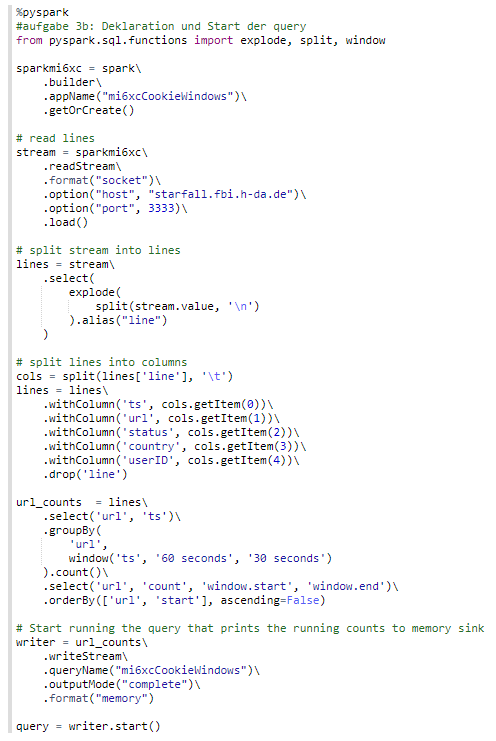 %pyspark
#aufgabe 3b: Deklaration und Start der query
from pyspark.sql.functions import explode, split, window

sparkmi6xc = spark\
    .builder\
    .appName("mi6xcCookieWindows")\
    .getOrCreate()

# read lines
stream = sparkmi6xc\
    .readStream\
    .format("socket")\
    .option("host", "starfall.fbi.h-da.de")\
    .option("port", 3333)\
    .load()

# split stream into lines
lines = stream\
    .select(
        explode(
            split(stream.value, '\n')
        ).alias("line")
    )

# split lines into columns
cols = split(lines['line'], '\t')
lines = lines\
    .withColumn('ts', cols.getItem(0))\
    .withColumn('url', cols.getItem(1))\
    .withColumn('status', cols.getItem(2))\
    .withColumn('country', cols.getItem(3))\
    .withColumn('userID', cols.getItem(4))\
    .drop('line')

url_counts  = lines\
    .select('url', 'ts')\
    .groupBy(
        'url',
        window('ts', '60 seconds', '30 seconds')
    ).count()\
    .select('url', 'count', 'window.start', 'window.end')\
    .orderBy(['url', 'start'], ascending=False)

# Start running the query that prints the running counts to memory sink
writer = url_counts\
    .writeStream\
    .queryName("mi6xcCookieWindows")\
    .outputMode("complete")\
    .format("memory")

query = writer.start()